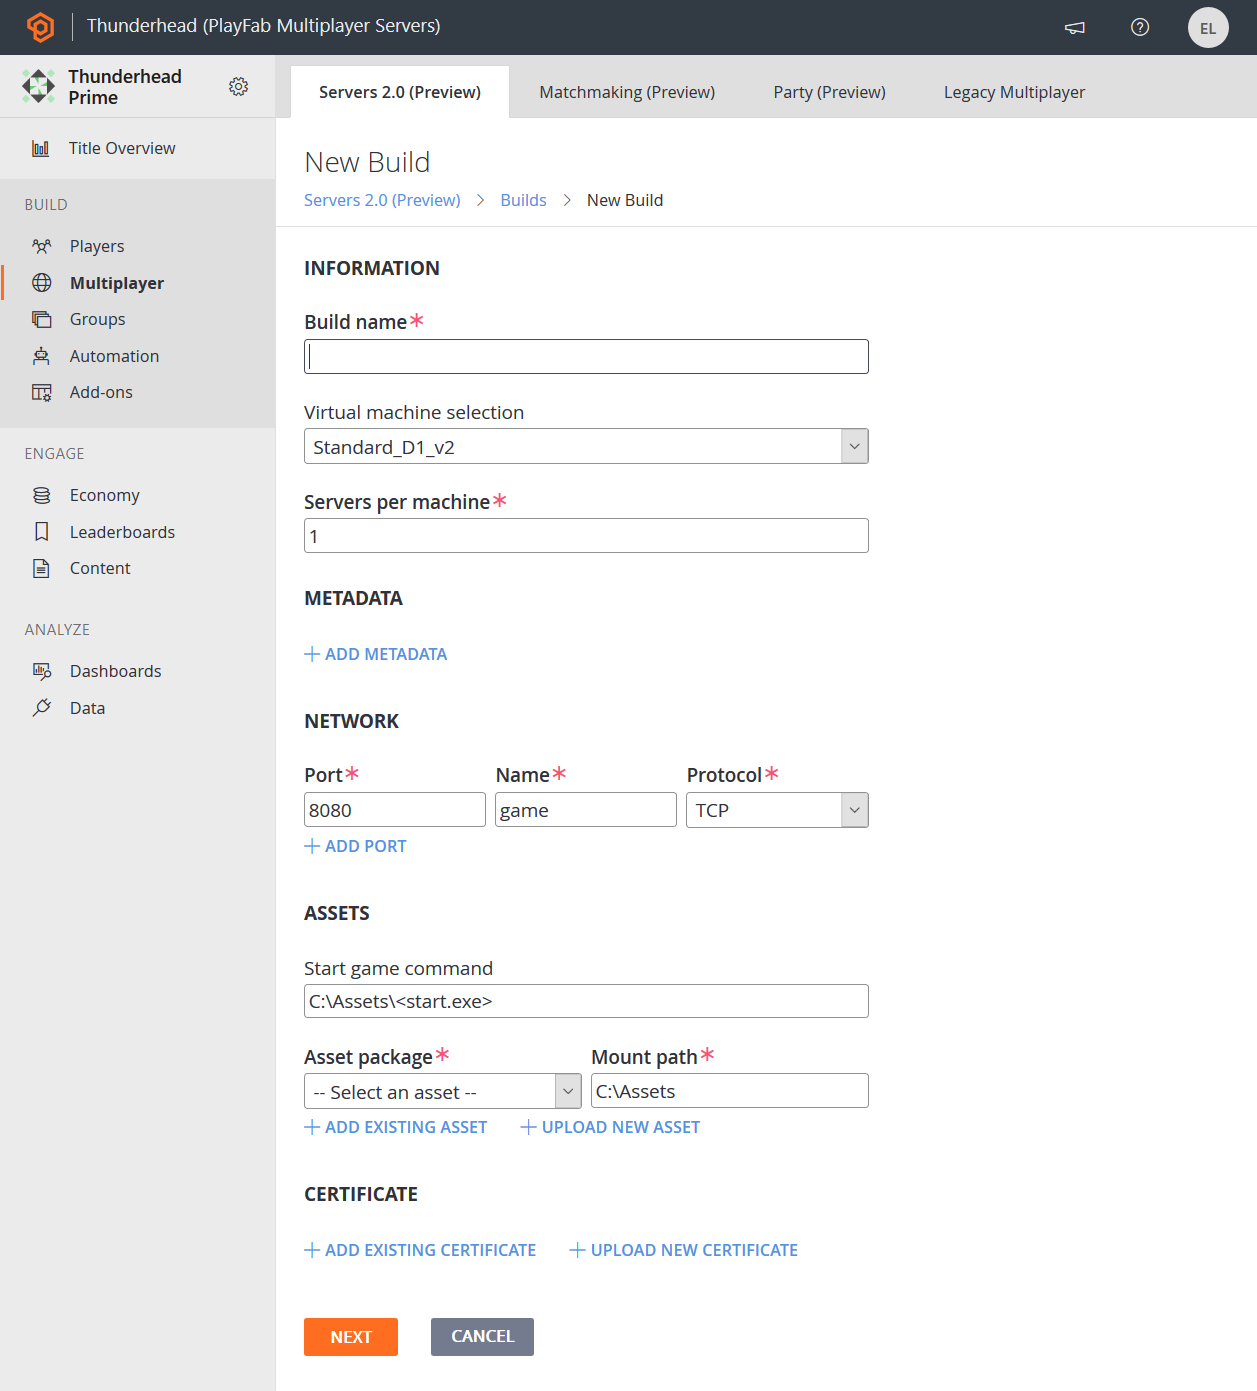 Thunderhead (PlayFab Multiplayer Servers)
EL
Thunderhead
Prime
Title Overview
BUILD
Players
Multiplayer
Groups
Automation
Add-ons
ENGAGE
Economy
Leaderboards
Content
ANALYZE
Dashboards
Data
Servers 2.0 (Preview)
Matchmaking (Preview)
Party (Preview)
Legacy Multiplayer
New Build
Servers 2.0 (Preview) > Builds > New Build
INFORMATION
Build name*
Virtual machine selection
Standard_D1_v2
Servers per machine*
1
METADATA
+ ADD METADATA
NETWORK
Port* Name* Protocol*
8080 game TCP
+ ADD PORT
ASSETS
Start game command
C:\Assets\<start.exe>
Asset package* Mount path*
-- Select an asset -- C:\Assets
+ ADD EXISTING ASSET + UPLOAD NEW ASSET
CERTIFICATE
+ ADD EXISTING CERTIFICATE + UPLOAD NEW CERTIFICATE
NEXT CANCEL